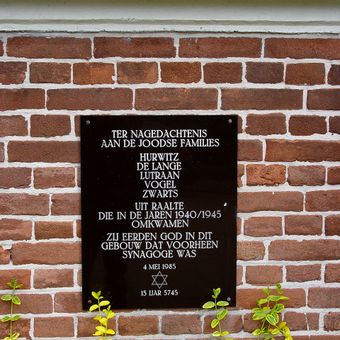 TER NAGEDACHTENIS
AAN DE JOODSE FAMILIES
HURWITZ
DE LANGE
LUTRAAN
VOGEL
ZWARTS
UIT RAALTE
DIE IN DE JAREN 1940/1945
OMKWAMEN
ZIJ EERDEN GOD IN DIT
GEBOUW DAT VOORHEEN
SYNAGOGE WAS
4 MEI 1985
13 IJAR 5745